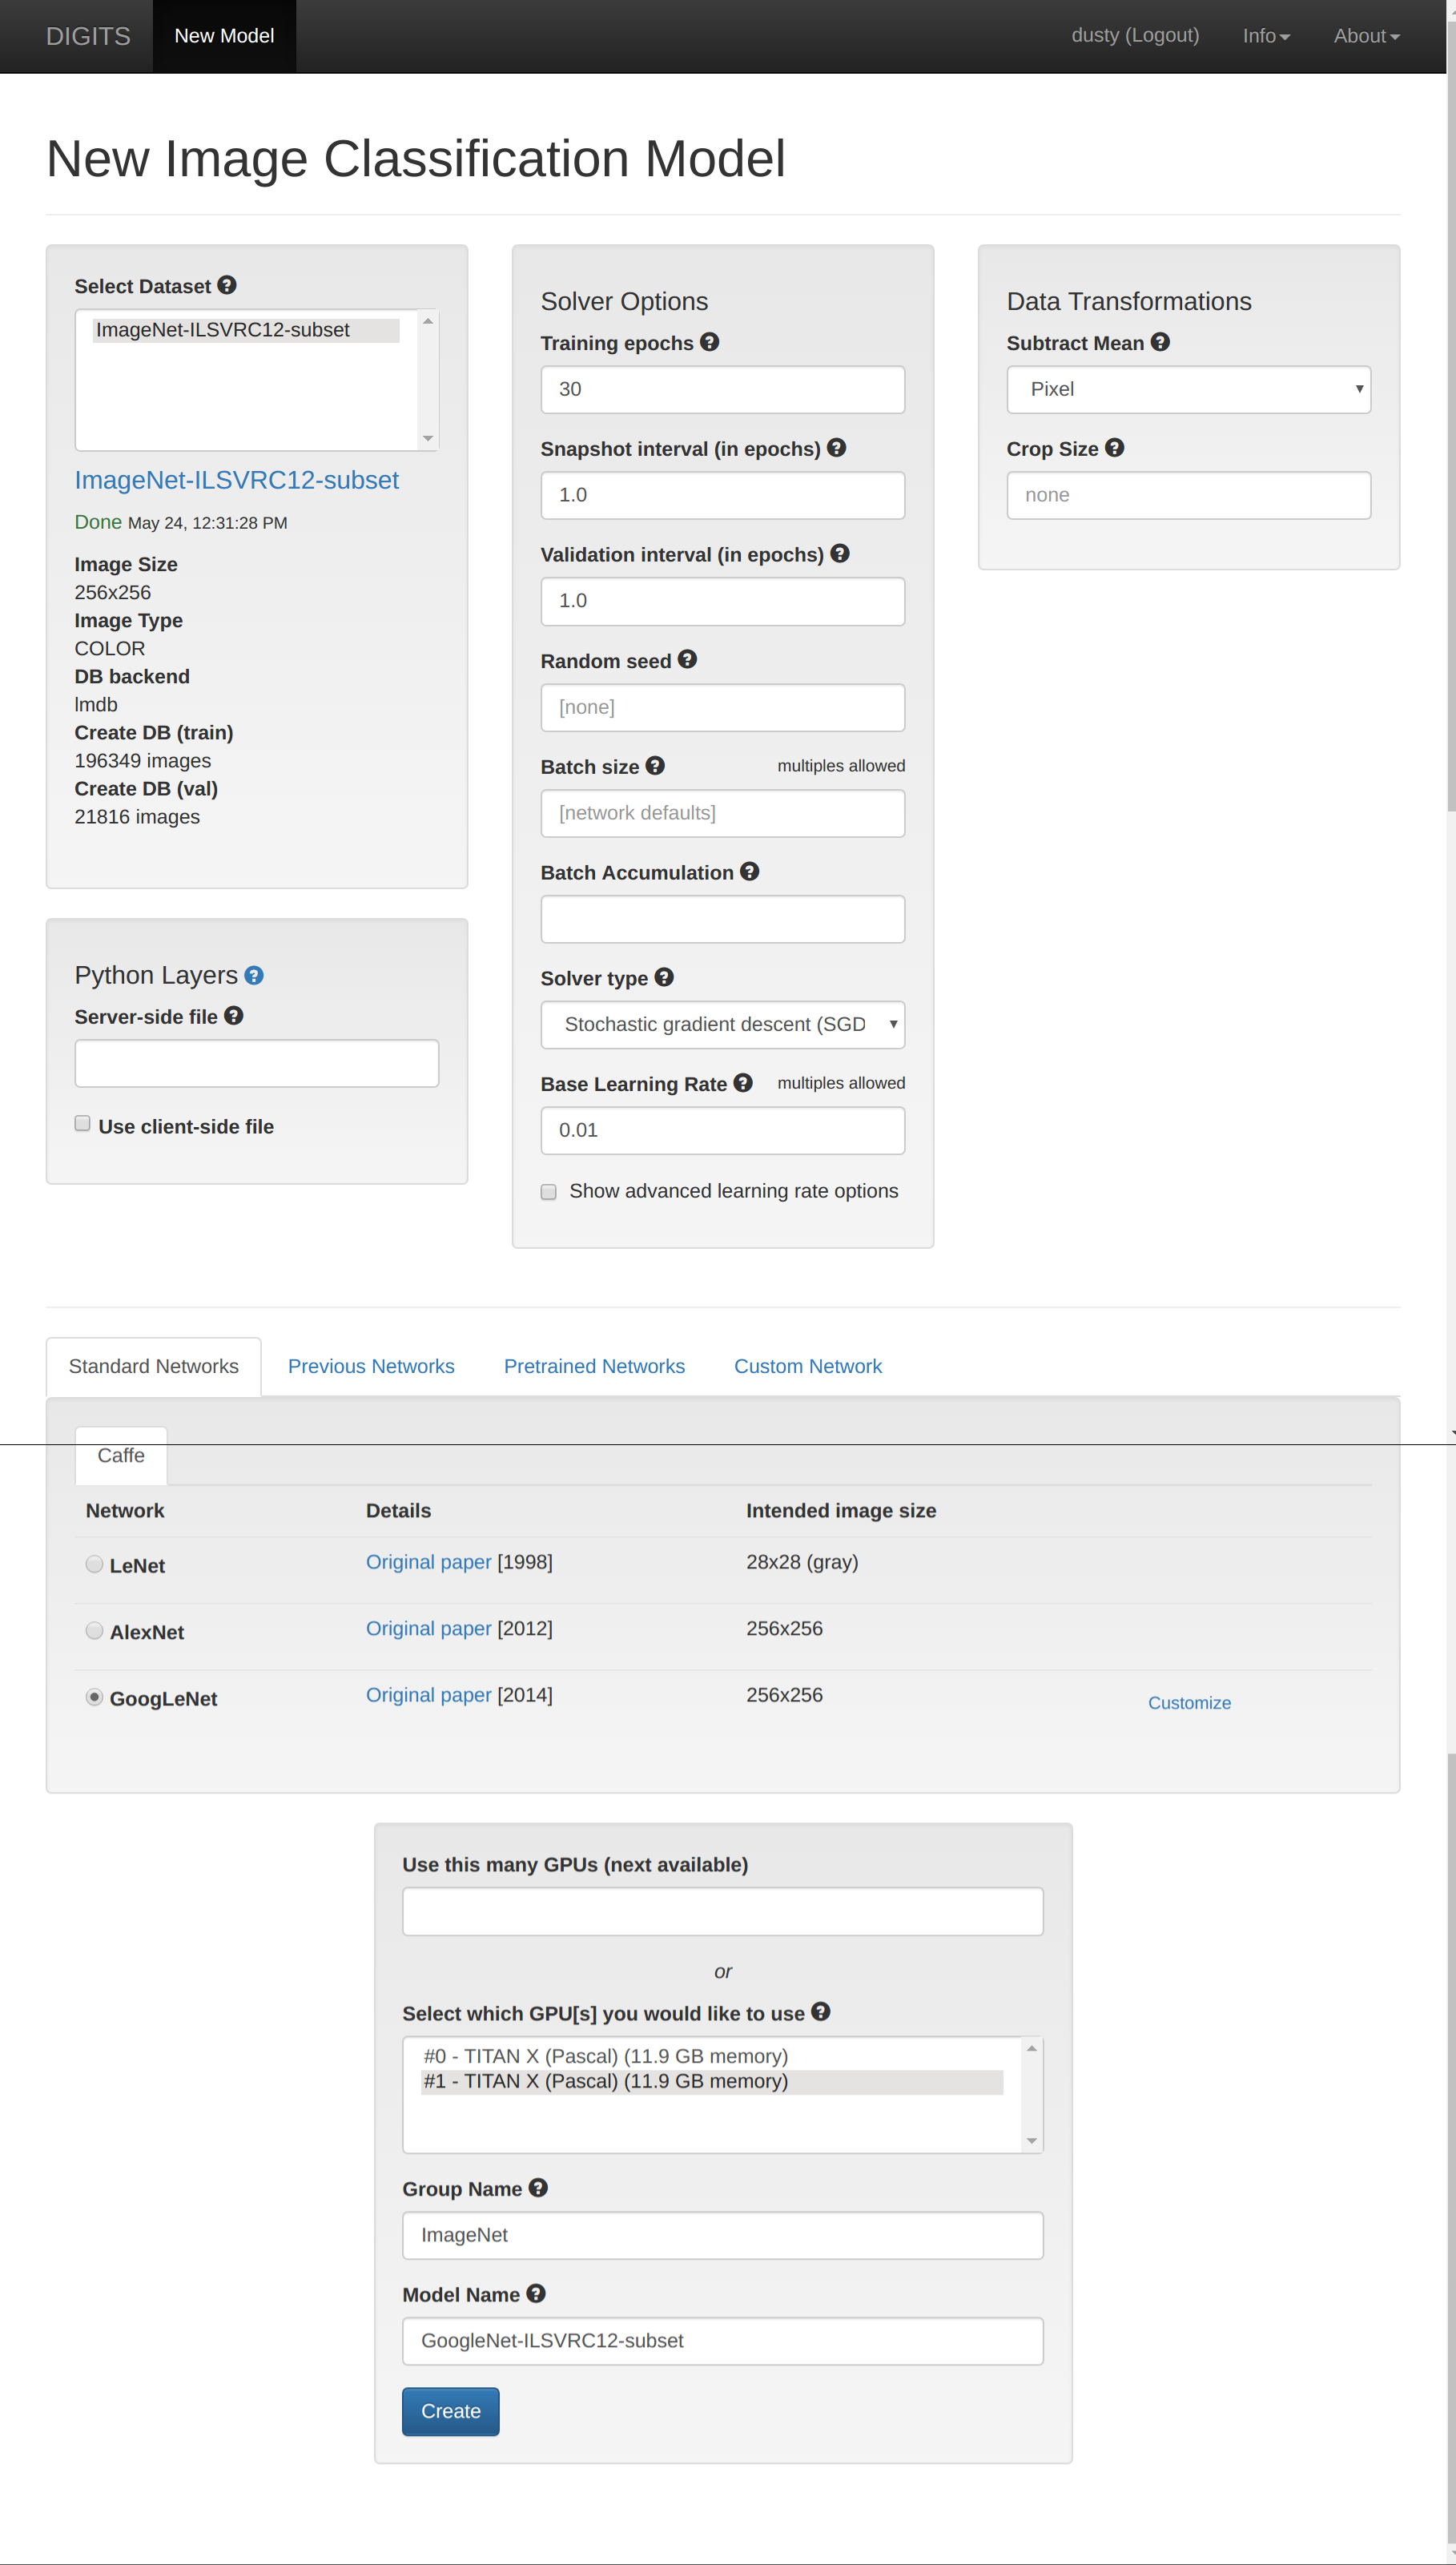 DIGITS New Model dusty (Logout) Info About
New Image Classification Model
Select Dataset
ImageNet-ILSVRC12-subset
ImageNet-ILSVRC12-subset
Done May 24, 12:31:28 PM
Image Size
256x256
Image Type
COLOR
DB backend
lmdb
Create DB (train)
196349 images
Create DB (val)
21816 images
Python Layers
Server-side file
Use client-side file
Solver Options
Training epochs
30
Snapshot interval (in epochs)
1.0
Validation interval (in epochs)
1.0
Random seed
[none]
Batch size multiples allowed
[network defaults]
Batch Accumulation
Solver type
Stochastic gradient descent (SGD
Base Learning Rate multiples allowed
0.01
Show advanced learning rate options
Data Transformations
Subtract Mean
Pixel
Crop Size
none
Standard Networks Previous Networks Pretrained Networks Custom Network
Caffe
Network Details Intended image size
LeNet Original paper [1998] 28x28 (gray)
AlexNet Original paper [2012] 256x256
GoogLeNet Original paper [2014] 256x256 Customize
Use this many GPUs (next available)
or
Select which GPU[s] you would like to use
#0 - TITAN X (Pascal) (11.9 GB memory)
#1 - TITAN X (Pascal) (11.9 GB memory)
Group Name
ImageNet
Model Name
GoogleNet-ILSVRC12-subset
Create